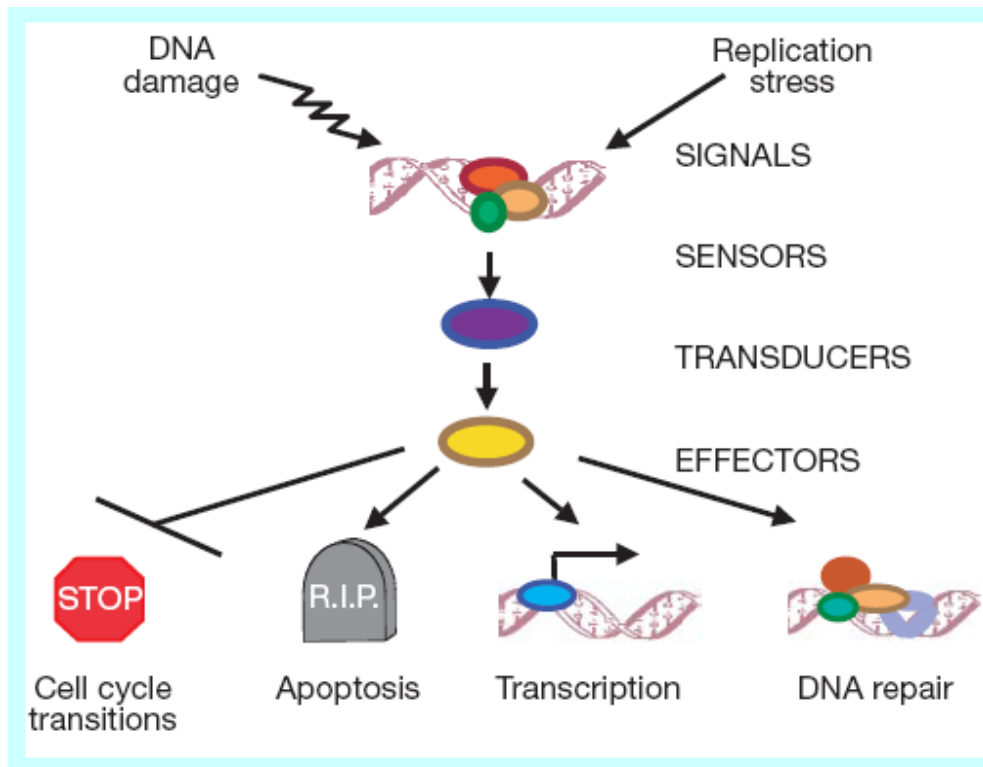 DNA
damage
Replication
stress
SIGNALS
SENSORS
TRANSDUCERS
EFFECTORS
STOP
R.I.P.
Cell cycle
transitions
Apoptosis
Transcription
DNA repair